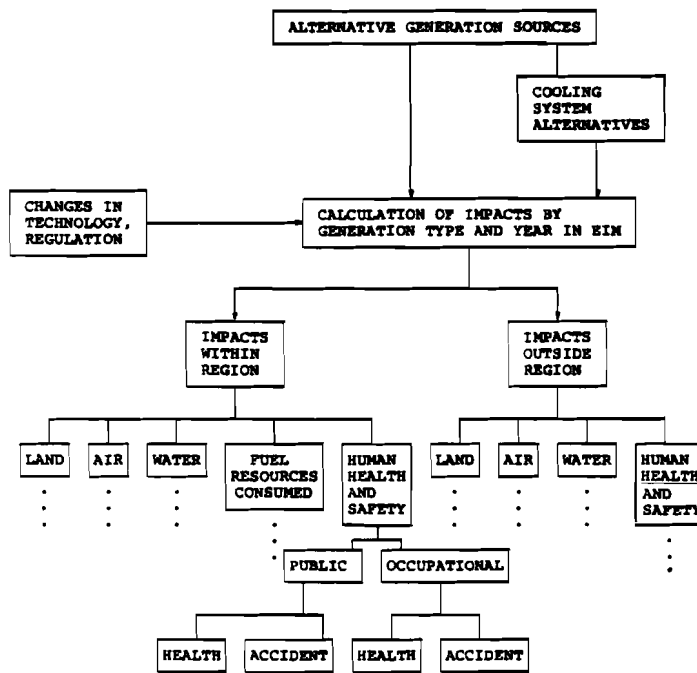 ALTERNATIVE GENERATION SOURCES
COOLING
SYSTEM
ALTERNATIVES
CHANGES IN
TECHNOLOGY,
REGULATION
CALCULATION OF IMPACTS BY
GENERATION TYPE AND YEAR IN EIM
IMPACTS
WITHIN
REGION
IMPACTS
OUTSIDE
REGION
LAND
AIR
WATER
FUEL
RESOURCES
CONSUMED
HUMAN
HEALTH
AND
SAFETY
LAND
AIR
WATER
HUMAN
HEALTH
AND
SAFETY
PUBLIC
OCCUPATIONAL
HEALTH
ACCIDENT
HEALTH
ACCIDENT